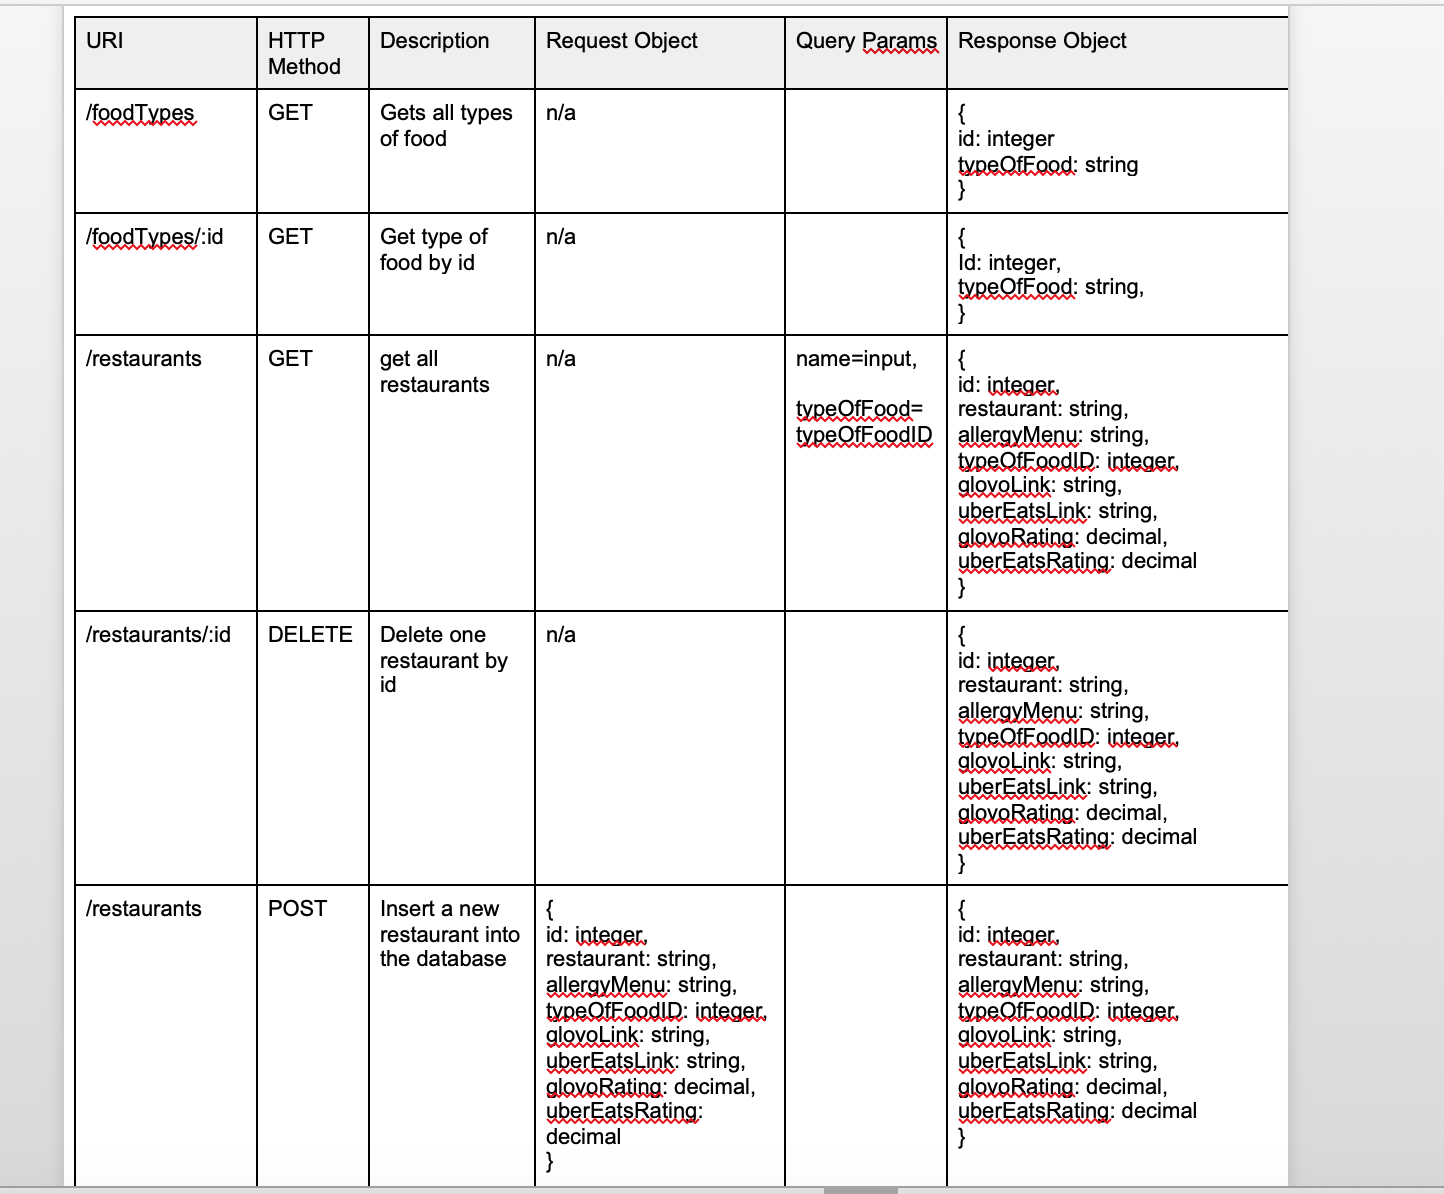 URI
HTTP
Method
Description
Request Object
Query Params
Response Object
/foodTypes
GET
Gets all types
of food
n/a
{
id: integer
typeOfFood: string
}
/foodTypes/:id
GET
Get type of
food by id
n/a
{
Id: integer,
typeOfFood: string,
}
/restaurants
GET
get all
restaurants
n/a
name=input,
typeOfFood=
typeOfFoodID
{
id: integer,
restaurant: string,
allergyMenu: string,
typeOfFoodID: integer,
glovoLink: string,
uberEatsLink: string,
glovoRating: decimal,
uberEatsRating: decimal
}
/restaurants/:id
DELETE
Delete one
restaurant by
id
n/a
{
id: integer,
restaurant: string,
allergyMenu: string,
typeOfFoodID: integer,
glovoLink: string,
uberEatsLink: string,
glovoRating: decimal,
uberEatsRating: decimal
}
/restaurants
POST
Insert a new
restaurant into
the database
{
id: integer,
restaurant: string,
allergyMenu: string,
typeOfFoodID: integer,
glovoLink: string,
uberEatsLink: string,
glovoRating: decimal,
uberEatsRating:
decimal
}
{
id: integer,
restaurant: string,
allergyMenu: string,
typeOfFoodID: integer,
glovoLink: string,
uberEatsLink: string,
glovoRating: decimal,
uberEatsRating: decimal
}